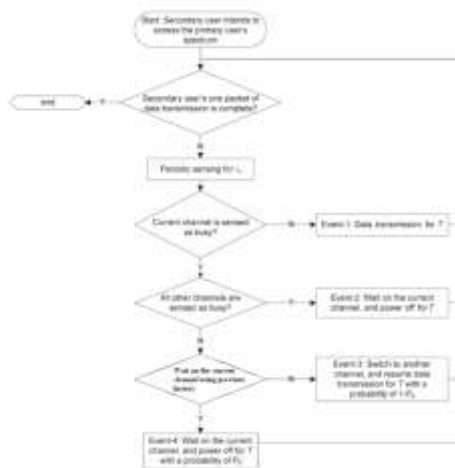 Start: Secondary user intends to
access the primary user's
spectrum
Secondary user's one packet of
data transmission is complete?
Y
end
N
Periodic sensing for
Current channel is sensed
as busy?
N
Event-1: Data transmission for T
Y
All other channels are
sensed as busy?
Y
Event-2: Wait on the current
channel, and power off for T
N
Wait on the current
channel using previous
N
Event-3: Switch to another
channel, and resume data
transmission for T with a
probability of 1-P
Y
Event-4: Wait on the current
channel, and power off for T
with a probability of P